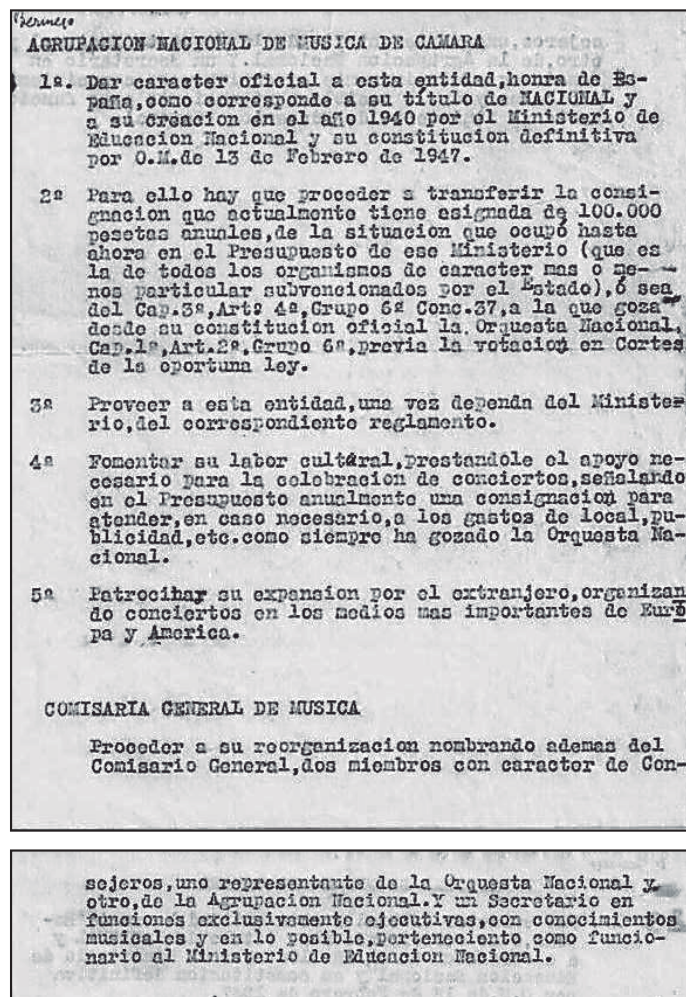 Bermejo
AGRUPACION NACIONAL DE MUSICA DE CAMARA
1ª. Dar caracter oficial a esta entidad,honra de Es-
paña,como corresponde a su título de NACIONAL y
a su creacion en el año 1940 por el Ministerio de
Educacion Nacional y su constitucion definitiva
por O.M.de 13 de Febrero de 1947.
2ª Para ello hay que proceder a transferir la consi-
gnacion que actualmente tiene asignada de 100.000
pesetas anuales,de la situacion que ocupó hasta
ahora en el Presupuesto de ese Ministerio (que es
la de todos los organismos de caracter mas o me-
nos particular subvencionados por el Estado),ó sea
del Cap.3º,Artº 4º,Grupo 6º Conc.37,a la que goza
desde su constitucion oficial la Orquesta Nacional,
Cap.1º,Art.2º,Grupo 6º,previa la votacion en Cortes
de la oportuna ley.
3ª Proveer a esta entidad,una vez dependa del Ministe-
rio,del correspondiente reglamento.
4ª Fomentar su labor cultural,prestandole el apoyo ne-
cesario para la celebracion de conciertos,señalando
en el Presupuesto anualmente una consignacion para
atender,en caso necesario,a los gastos de local,pu-
blicidad,etc.como siempre ha gozado la Orquesta Na-
cional.
5ª Patrocinar su expansion por el extranjero,organizan
do conciertos en los medios mas importantes de Euro
pa y America.
COMISARIA GENERAL DE MUSICA
Proceder a su reorganizacion nombrando ademas del
Comisario General,dos miembros con caracter de Con-
sejeros,uno representante de la Orquesta Nacional y
otro,de la Agrupacion Nacional.Y un Secretario en
funciones exclusivamente ejecutivas,con conocimientos
musicales y en lo posible,perteneciento como funcio-
nario al Ministerio de Educacion Nacional.